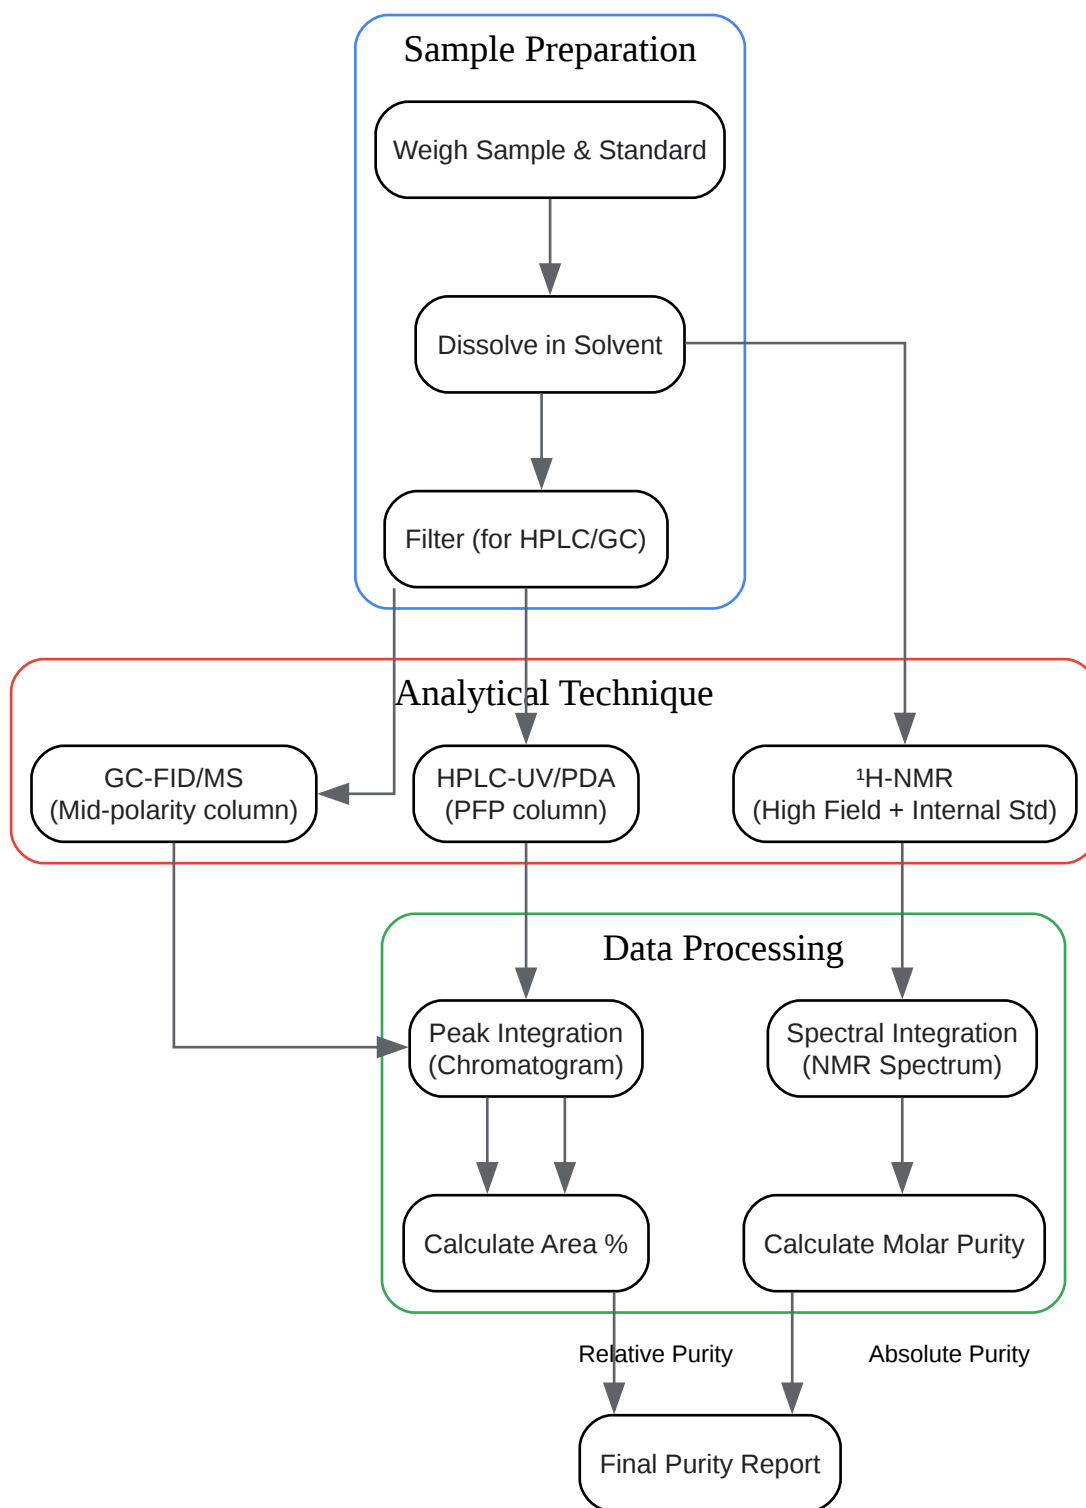 Sample Preparation
Weigh Sample & Standard
Dissolve in Solvent
Filter (for HPLC/GC)
Analytical Technique
GC-FID/MS
(Mid-polarity column)
HPLC-UV/PDA
(PFP column)
¹H-NMR
(High Field + Internal Std)
Data Processing
Peak Integration
(Chromatogram)
Spectral Integration
(NMR Spectrum)
Calculate Area %
Calculate Molar Purity
Relative Purity
Absolute Purity
Final Purity Report